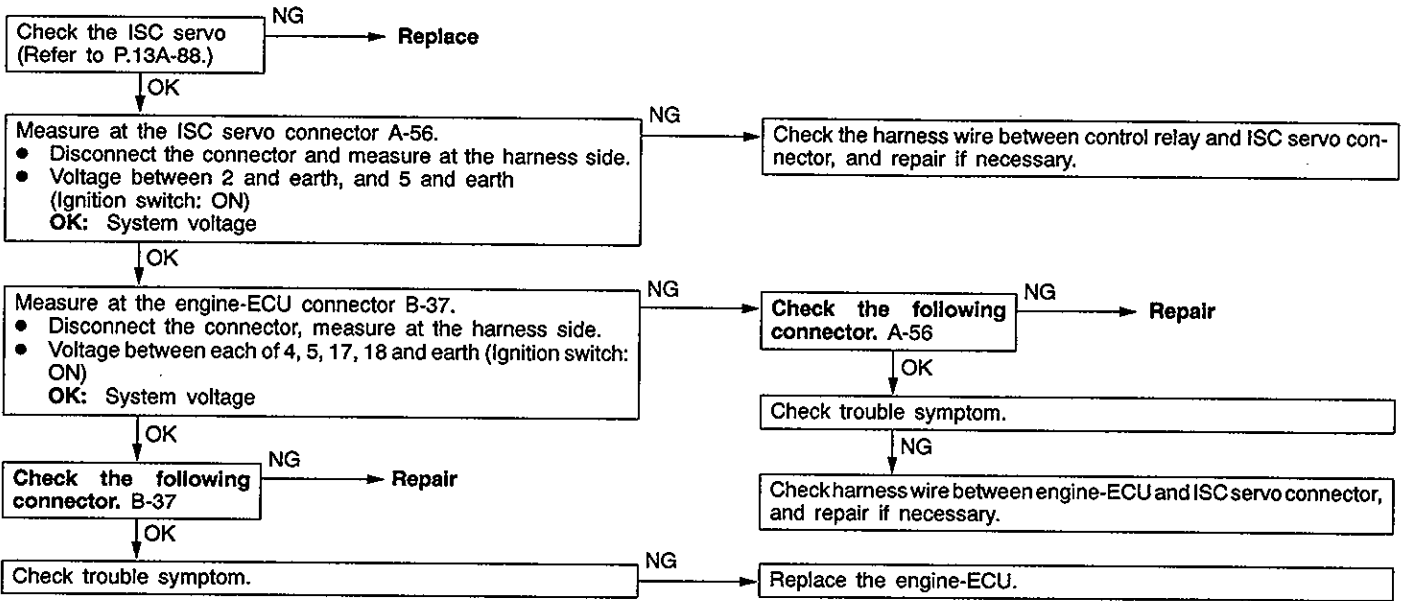 NG
Check the ISC servo
(Refer to P.13A-88.)
Replace
OK
Measure at the ISC servo connector A-56.
● Disconnect the connector and measure at the harness side.
● Voltage between 2 and earth, and 5 and earth
(Ignition switch: ON)
OK: System voltage
NG
Check the harness wire between control relay and ISC servo con-
nector, and repair if necessary.
OK
Measure at the engine-ECU connector B-37.
● Disconnect the connector, measure at the harness side.
● Voltage between each of 4, 5, 17, 18 and earth (Ignition switch:
ON)
OK: System voltage
NG
Check the following
connector. A-56
NG
Repair
OK
Check trouble symptom.
NG
Check harness wire between engine-ECU and ISC servo connector,
and repair if necessary.
OK
Check the following
connector. B-37
NG
Repair
OK
Check trouble symptom.
NG
Replace the engine-ECU.